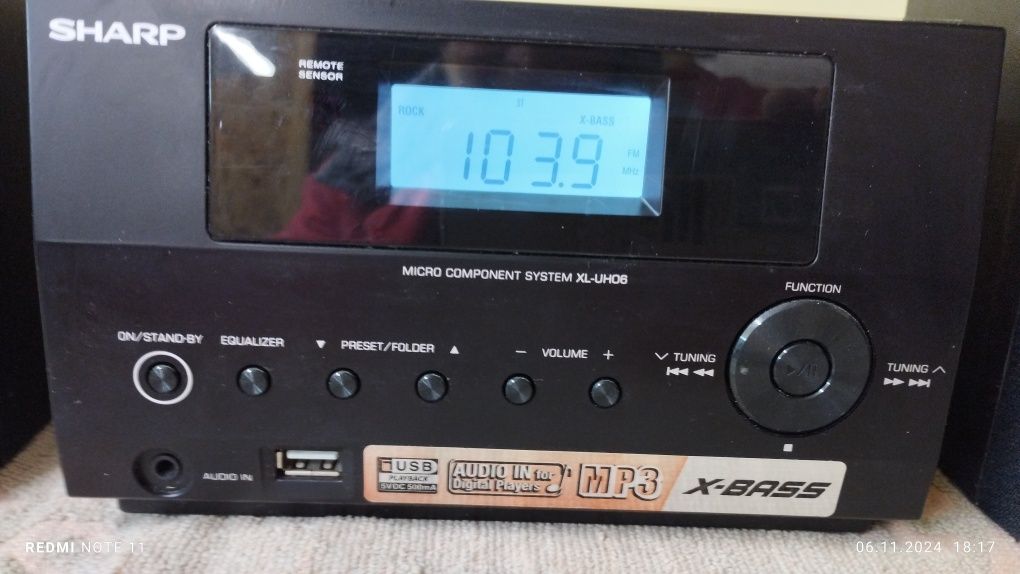 SHARP
REMOTE
SENSOR
ST
ROCK
X-BASS
103.9
FM
MHz
MICRO COMPONENT SYSTEM XL-UH06
FUNCTION
ON/STAND-BY EQUALIZER ▼ PRESET/FOLDER ▲ − VOLUME +
∨ TUNING
TUNING ∧
AUDIO IN
USB
PLAYBACK
5V DC 500mA
AUDIO IN for
Digital Players
MP3
X-BASS
REDMI NOTE 11
06.11.2024 18:17